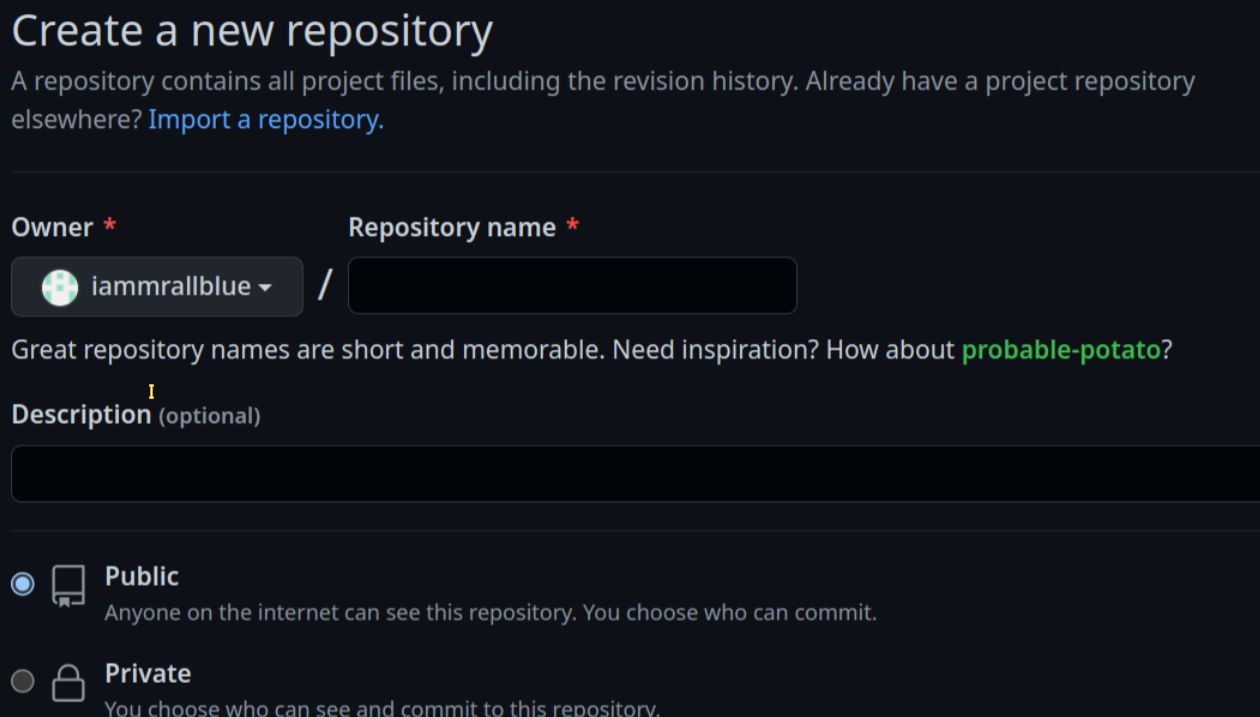 Create a new repository
A repository contains all project files, including the revision history. Already have a project repository
elsewhere? Import a repository.
Owner * Repository name *
iammrallblue /
Great repository names are short and memorable. Need inspiration? How about probable-potato?
Description (optional)
Public
Anyone on the internet can see this repository. You choose who can commit.
Private
You choose who can see and commit to this repository.